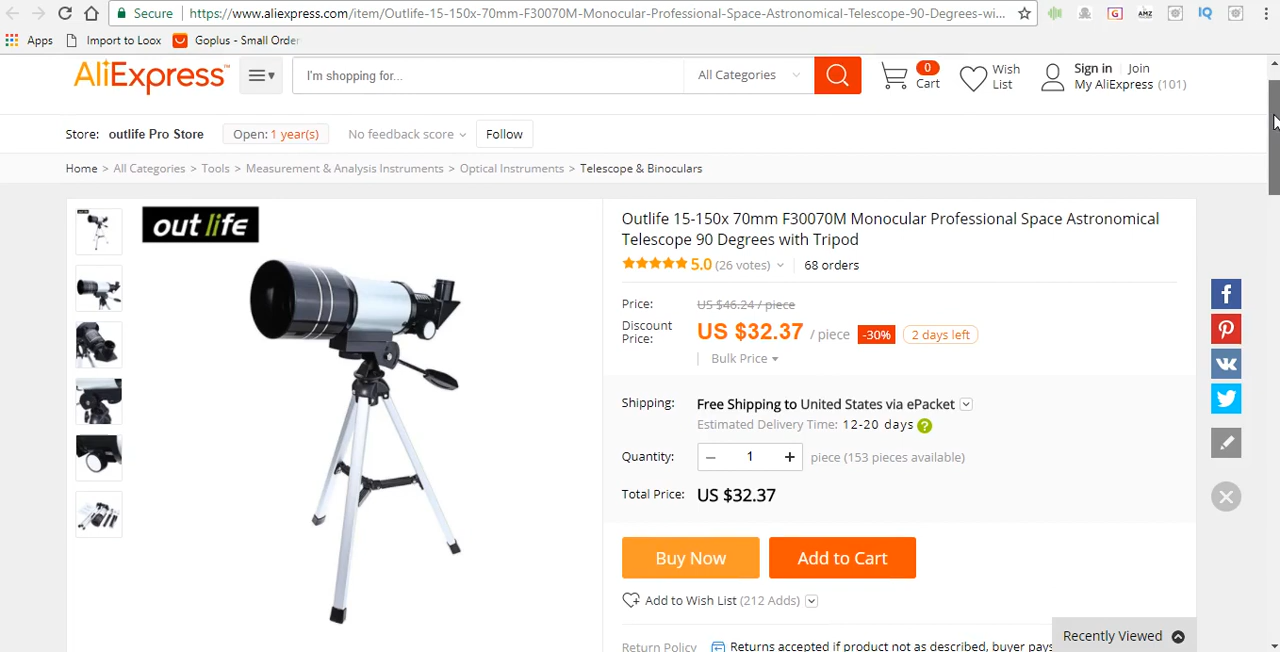 Secure https://www.aliexpress.com/item/Outlife-15-150x-70mm-F30070M-Monocular-Professional-Space-Astronomical-Telescope-90-Degrees-wi...
G AMZ IQ
Apps Import to Loox Goplus - Small Order
AliExpress™ I'm shopping for... All Categories 0 Cart Wish List Sign in Join My AliExpress (101)
Store: outlife Pro Store Open: 1 year(s) No feedback score Follow
Home > All Categories > Tools > Measurement & Analysis Instruments > Optical Instruments > Telescope & Binoculars
outlife
Outlife 15-150x 70mm F30070M Monocular Professional Space Astronomical
Telescope 90 Degrees with Tripod
5.0 (26 votes) 68 orders
Price: US $46.24 / piece
Discount Price: US $32.37 / piece -30% 2 days left
Bulk Price
Shipping: Free Shipping to United States via ePacket
Estimated Delivery Time: 12-20 days ?
Quantity: – 1 + piece (153 pieces available)
Total Price: US $32.37
Buy Now Add to Cart
Add to Wish List (212 Adds)
Recently Viewed
Return Policy Returns accepted if product not as described, buyer pays